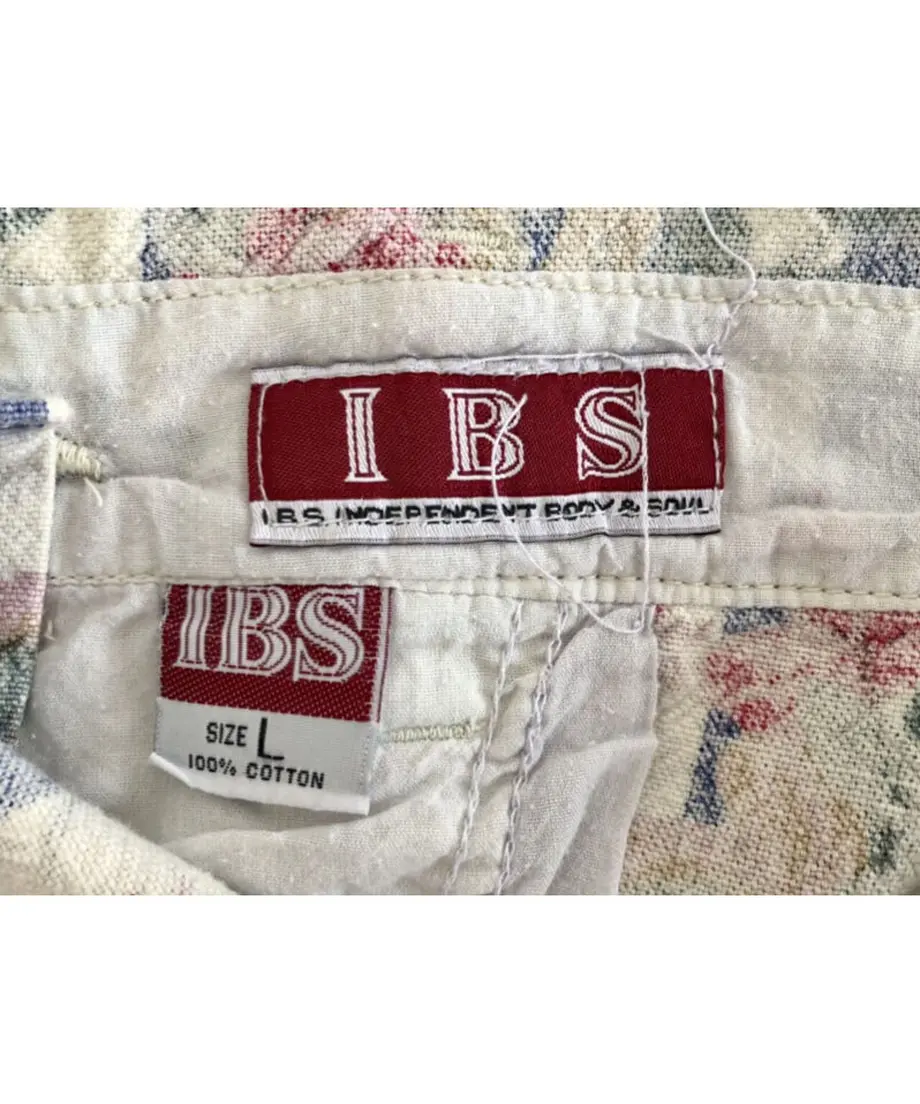 IBS
I.B.S. INDEPENDENT BODY & SOUL
IBS
SIZE L
100% COTTON